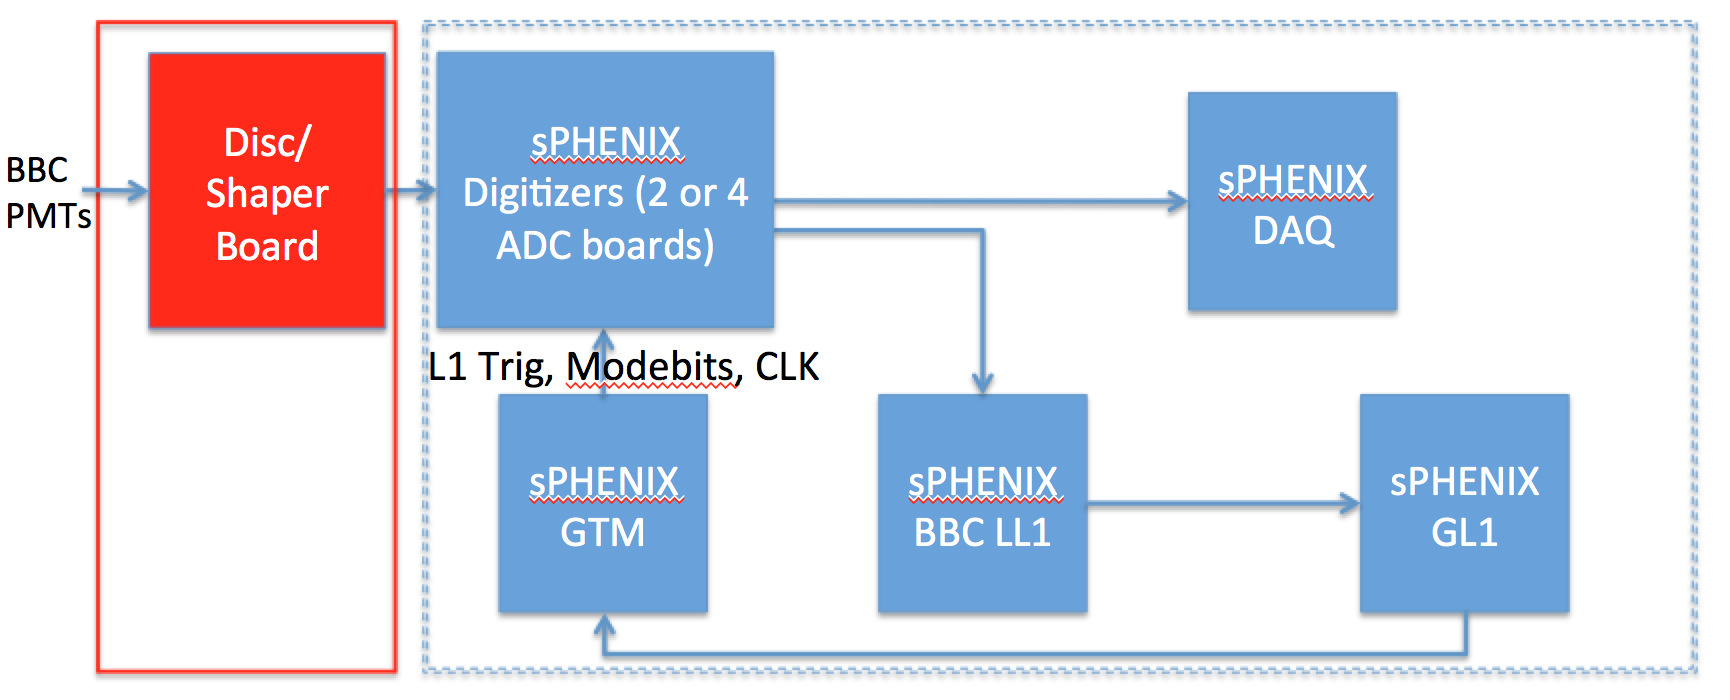 BBC
PMTs
Disc/
Shaper
Board
sPHENIX
Digitizers (2 or 4
ADC boards)
sPHENIX
DAQ
L1 Trig, Modebits, CLK
sPHENIX
GTM
sPHENIX
BBC LL1
sPHENIX
GL1